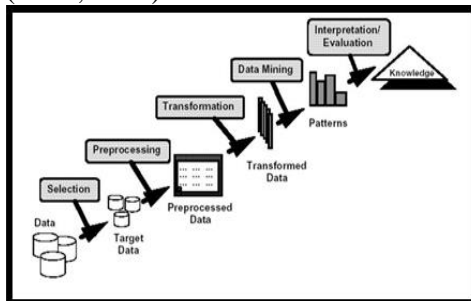 Interpretation/
Evaluation
Data Mining
Knowledge
Transformation
Patterns
Preprocessing
Transformed
Data
Selection
Preprocessed
Data
Data
Target
Data